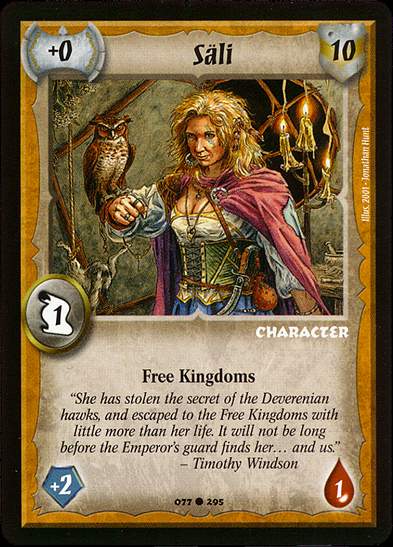 +0
Säli
10
Illus. 2001 - Jonathan Hunt
1
CHARACTER
Free Kingdoms
“She has stolen the secret of the Deverenian
hawks, and escaped to the Free Kingdoms with
little more than her life. It will not be long
before the Emperor’s guard finds her… and us.”
– Timothy Windson
+2
077 ● 295
1